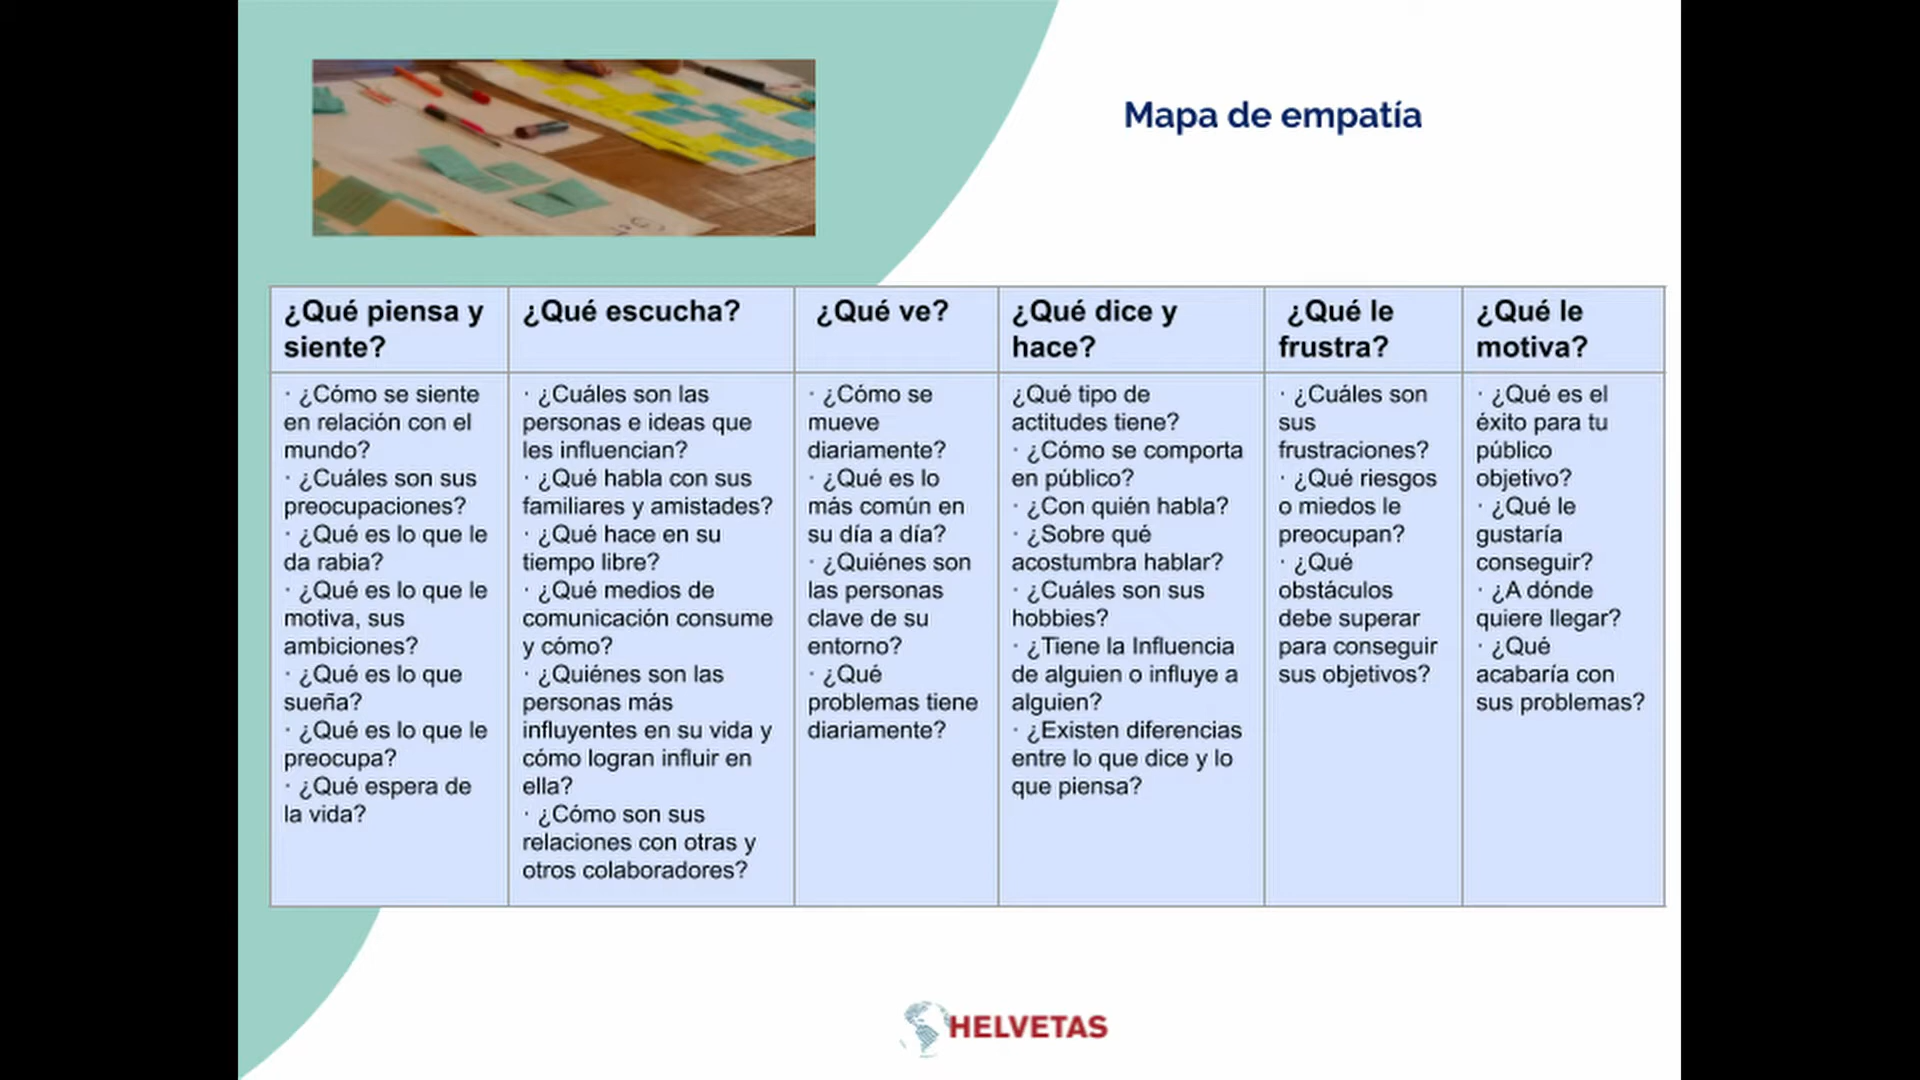 Mapa de empatía
¿Qué piensa y
siente?
· ¿Cómo se siente
en relación con el
mundo?
· ¿Cuáles son sus
preocupaciones?
· ¿Qué es lo que le
da rabia?
· ¿Qué es lo que le
motiva, sus
ambiciones?
· ¿Qué es lo que
sueña?
· ¿Qué es lo que le
preocupa?
· ¿Qué espera de
la vida?
¿Qué escucha?
· ¿Cuáles son las
personas e ideas que
les influencian?
· ¿Qué habla con sus
familiares y amistades?
· ¿Qué hace en su
tiempo libre?
· ¿Qué medios de
comunicación consume
y cómo?
· ¿Quiénes son las
personas más
influyentes en su vida y
cómo logran influir en
ella?
· ¿Cómo son sus
relaciones con otras y
otros colaboradores?
¿Qué ve?
· ¿Cómo se
mueve
diariamente?
· ¿Qué es lo
más común en
su día a día?
· ¿Quiénes son
las personas
clave de su
entorno?
· ¿Qué
problemas tiene
diariamente?
¿Qué dice y
hace?
¿Qué tipo de
actitudes tiene?
· ¿Cómo se comporta
en público?
· ¿Con quién habla?
· ¿Sobre qué
acostumbra hablar?
· ¿Cuáles son sus
hobbies?
· ¿Tiene la Influencia
de alguien o influye a
alguien?
· ¿Existen diferencias
entre lo que dice y lo
que piensa?
¿Qué le
frustra?
· ¿Cuáles son
sus
frustraciones?
· ¿Qué riesgos
o miedos le
preocupan?
· ¿Qué
obstáculos
debe superar
para conseguir
sus objetivos?
¿Qué le
motiva?
· ¿Qué es el
éxito para tu
público
objetivo?
· ¿Qué le
gustaría
conseguir?
· ¿A dónde
quiere llegar?
· ¿Qué
acabaría con
sus problemas?
HELVETAS